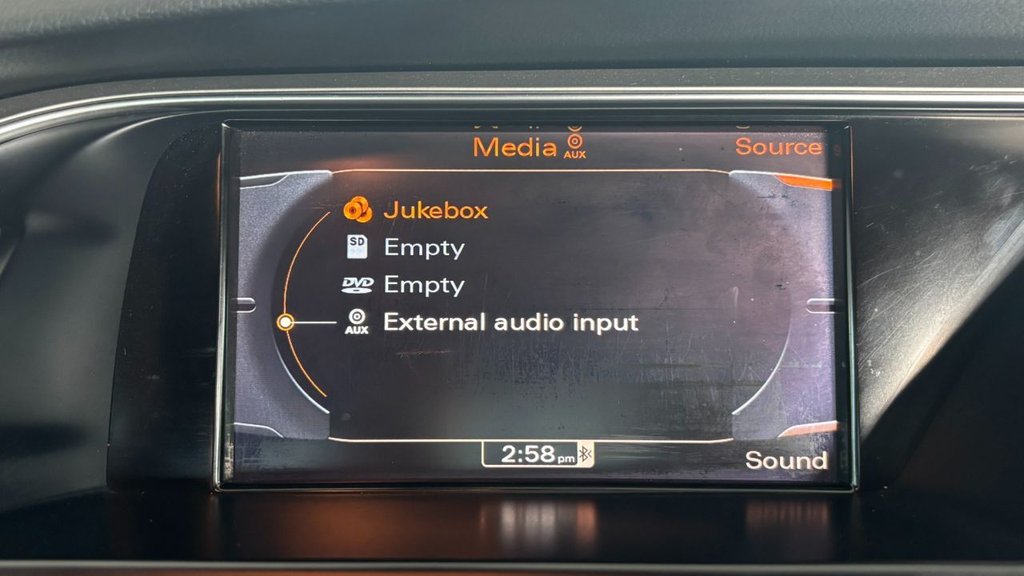 Media AUX
Source
Jukebox
SD Empty
DVD Empty
AUX External audio input
2:58 pm
Sound